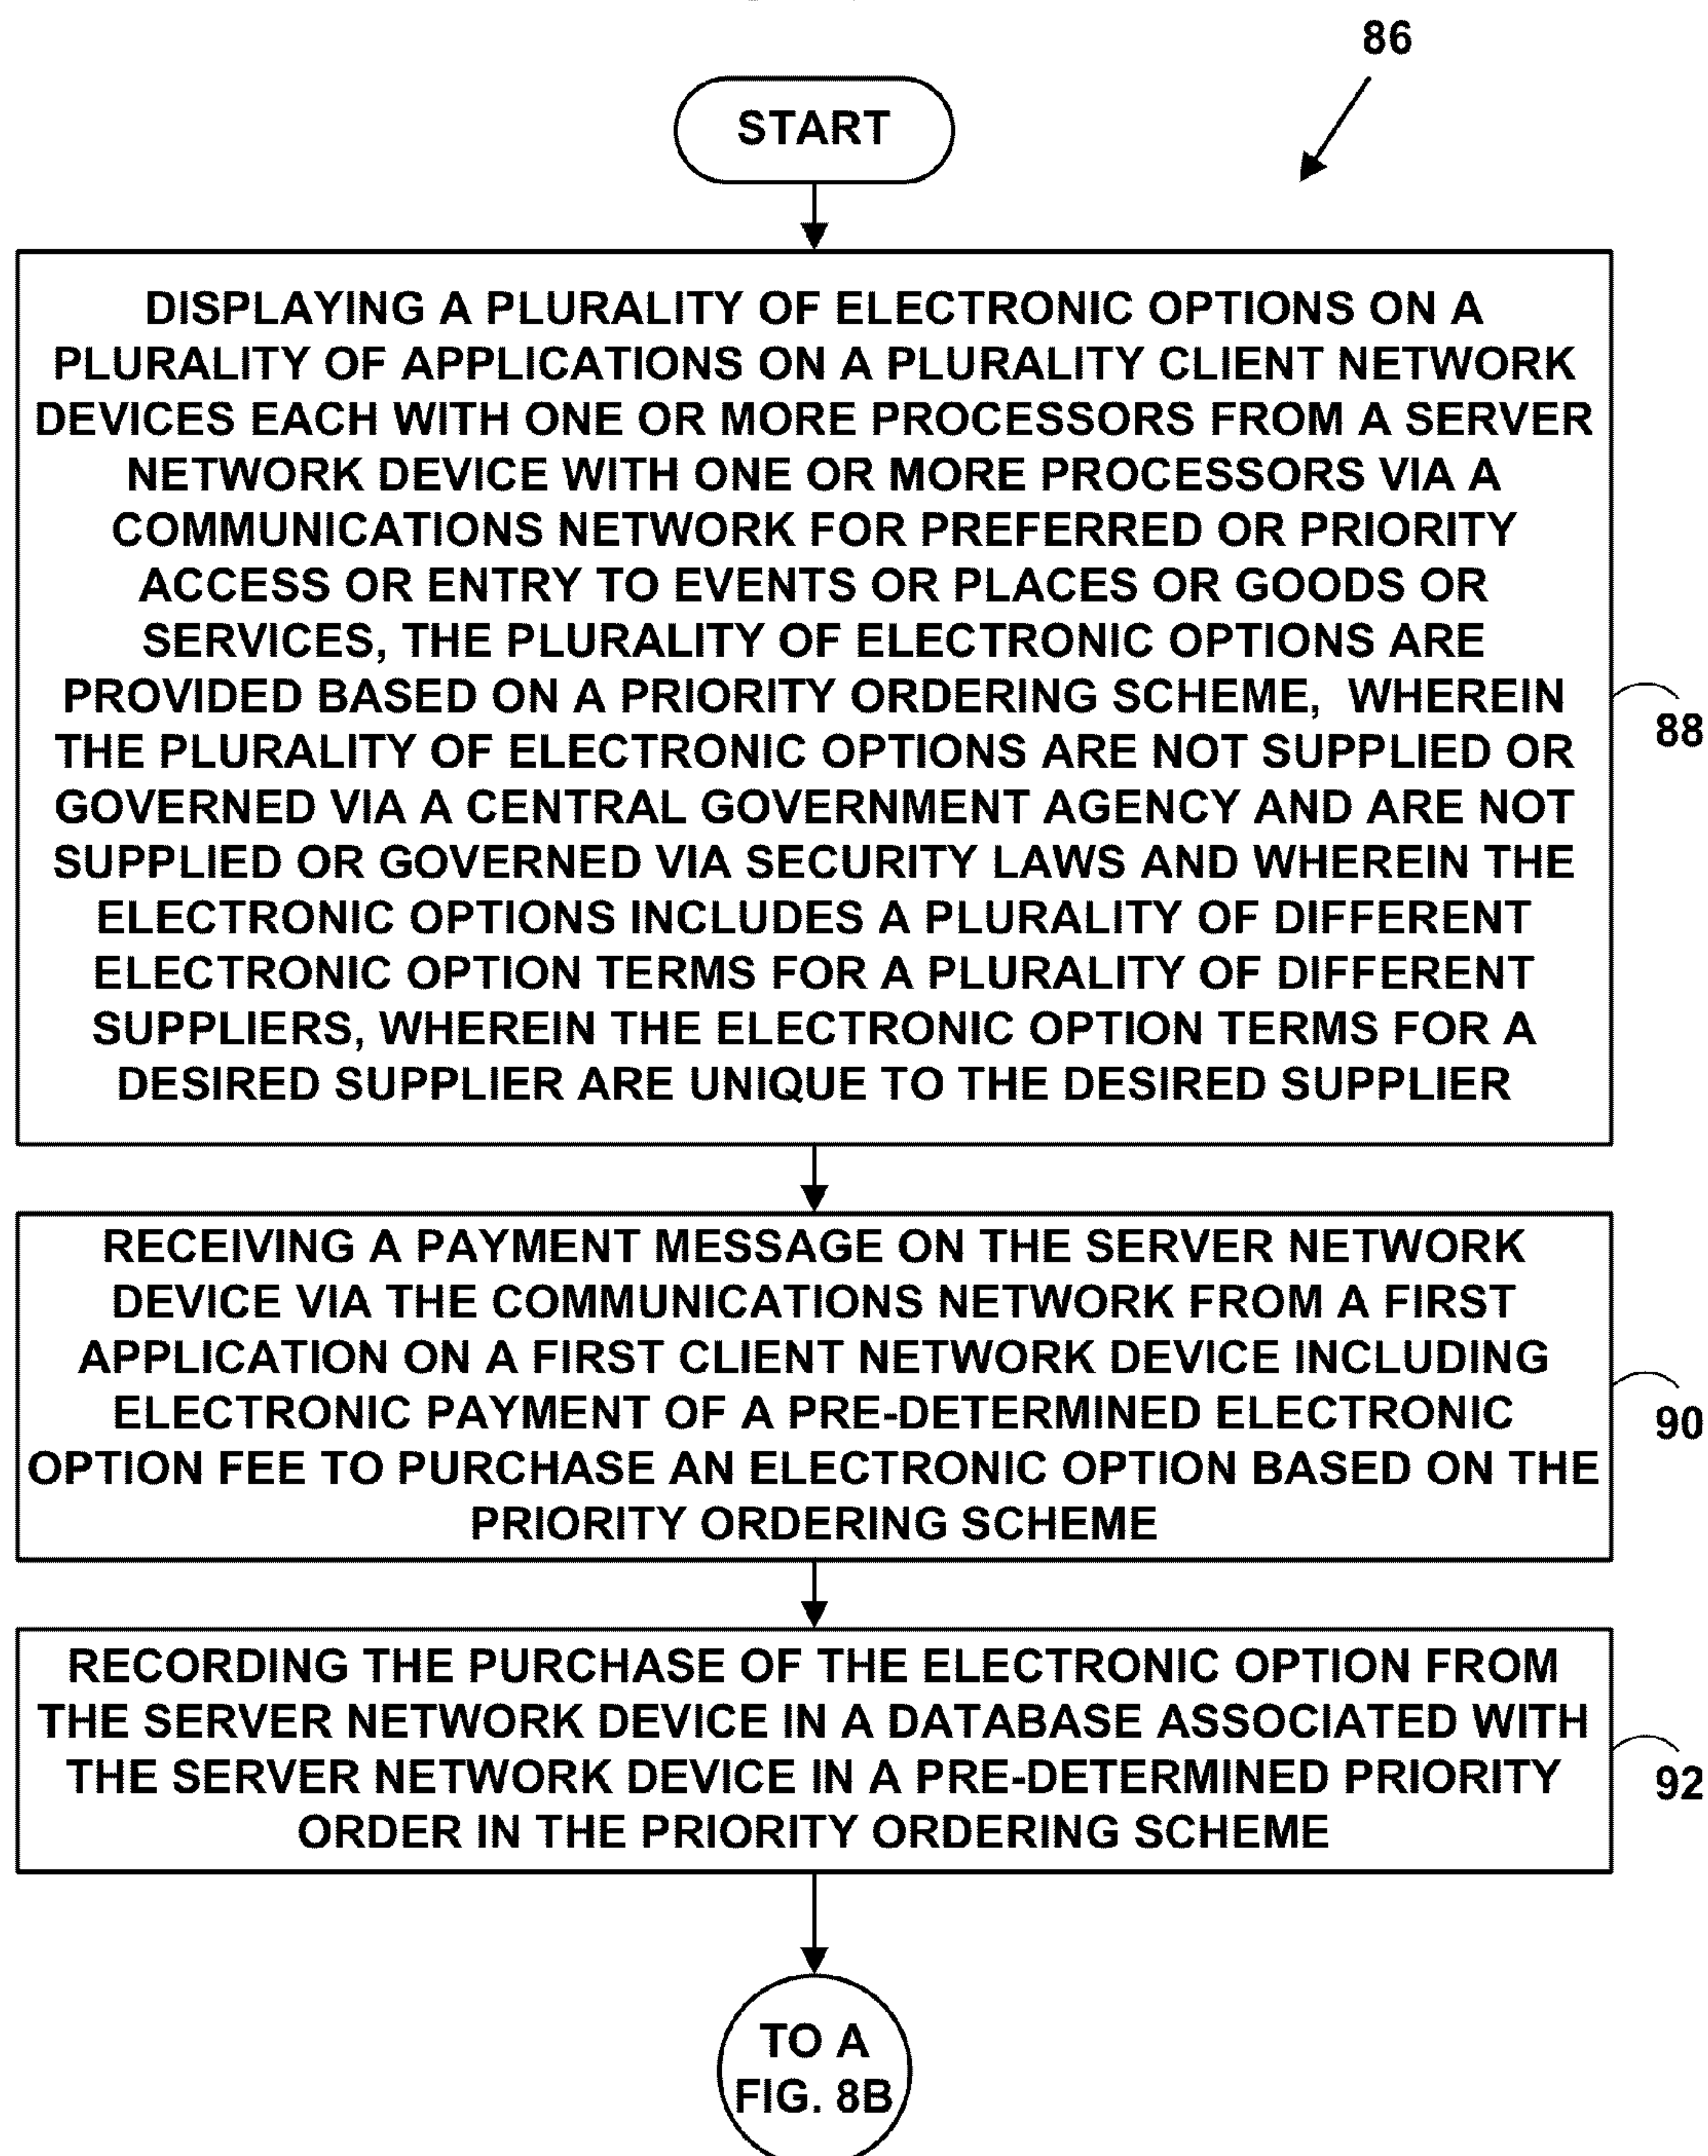 86
START
DISPLAYING A PLURALITY OF ELECTRONIC OPTIONS ON A
PLURALITY OF APPLICATIONS ON A PLURALITY CLIENT NETWORK
DEVICES EACH WITH ONE OR MORE PROCESSORS FROM A SERVER
NETWORK DEVICE WITH ONE OR MORE PROCESSORS VIA A
COMMUNICATIONS NETWORK FOR PREFERRED OR PRIORITY
ACCESS OR ENTRY TO EVENTS OR PLACES OR GOODS OR
SERVICES, THE PLURALITY OF ELECTRONIC OPTIONS ARE
PROVIDED BASED ON A PRIORITY ORDERING SCHEME, WHEREIN
THE PLURALITY OF ELECTRONIC OPTIONS ARE NOT SUPPLIED OR
GOVERNED VIA A CENTRAL GOVERNMENT AGENCY AND ARE NOT
SUPPLIED OR GOVERNED VIA SECURITY LAWS AND WHEREIN THE
ELECTRONIC OPTIONS INCLUDES A PLURALITY OF DIFFERENT
ELECTRONIC OPTION TERMS FOR A PLURALITY OF DIFFERENT
SUPPLIERS, WHEREIN THE ELECTRONIC OPTION TERMS FOR A
DESIRED SUPPLIER ARE UNIQUE TO THE DESIRED SUPPLIER
88
RECEIVING A PAYMENT MESSAGE ON THE SERVER NETWORK
DEVICE VIA THE COMMUNICATIONS NETWORK FROM A FIRST
APPLICATION ON A FIRST CLIENT NETWORK DEVICE INCLUDING
ELECTRONIC PAYMENT OF A PRE-DETERMINED ELECTRONIC
OPTION FEE TO PURCHASE AN ELECTRONIC OPTION BASED ON THE
PRIORITY ORDERING SCHEME
90
RECORDING THE PURCHASE OF THE ELECTRONIC OPTION FROM
THE SERVER NETWORK DEVICE IN A DATABASE ASSOCIATED WITH
THE SERVER NETWORK DEVICE IN A PRE-DETERMINED PRIORITY
ORDER IN THE PRIORITY ORDERING SCHEME
92
TO A
FIG. 8B